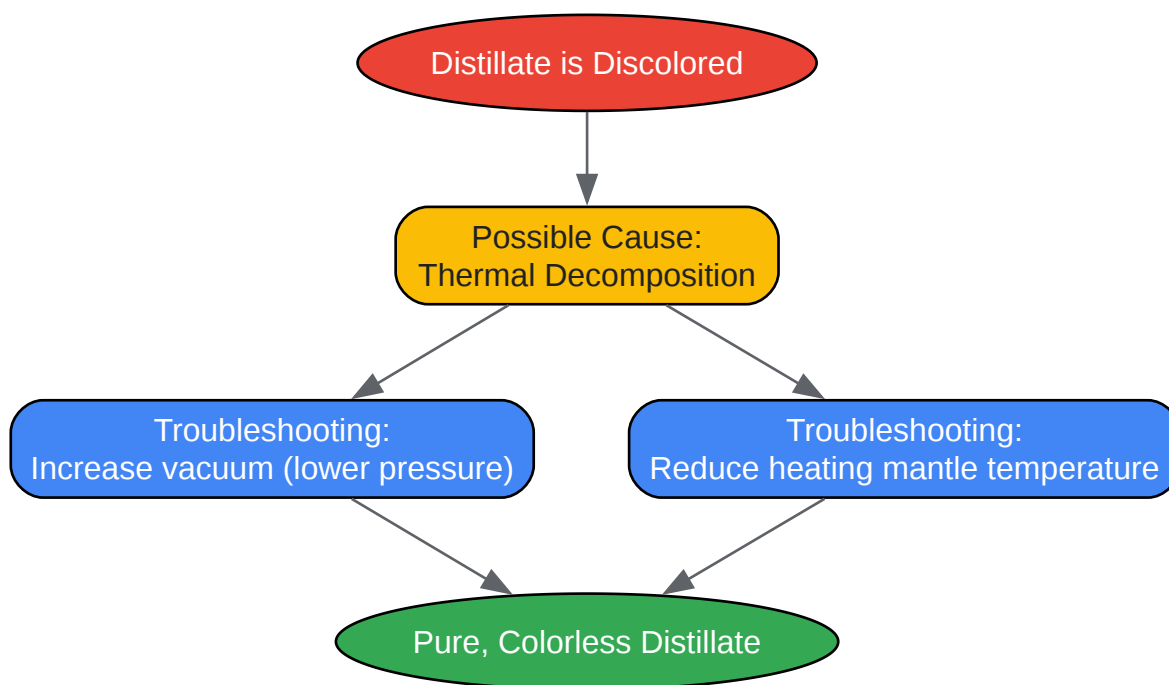 Distillate is Discolored
Possible Cause:
Thermal Decomposition
Troubleshooting:
Increase vacuum (lower pressure)
Troubleshooting:
Reduce heating mantle temperature
Pure, Colorless Distillate